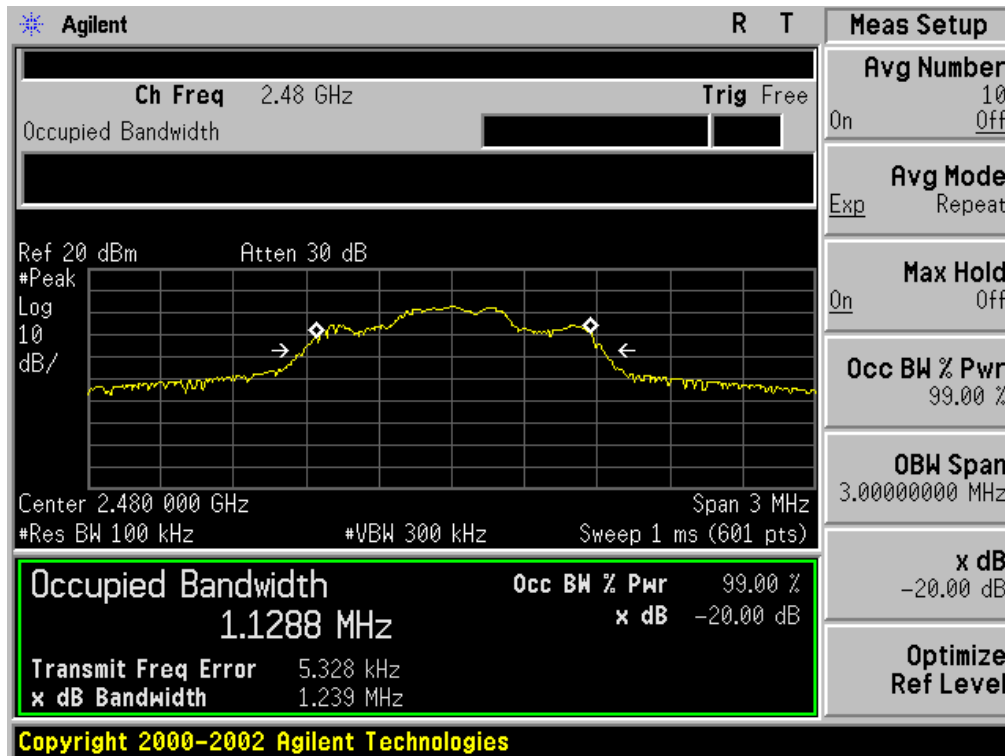 Agilent R T Meas Setup
Ch Freq 2.48 GHz Trig Free
Occupied Bandwidth
Avg Number
10
On Off
Avg Mode
Exp Repeat
Max Hold
On Off
Occ BW % Pwr
99.00 %
OBW Span
3.00000000 MHz
x dB
-20.00 dB
Optimize
Ref Level
Ref 20 dBm Atten 30 dB
#Peak
Log
10
dB/
Center 2.480 000 GHz Span 3 MHz
#Res BW 100 kHz #VBW 300 kHz Sweep 1 ms (601 pts)
Occupied Bandwidth Occ BW % Pwr 99.00 %
1.1288 MHz x dB -20.00 dB
Transmit Freq Error 5.328 kHz
x dB Bandwidth 1.239 MHz
Copyright 2000-2002 Agilent Technologies